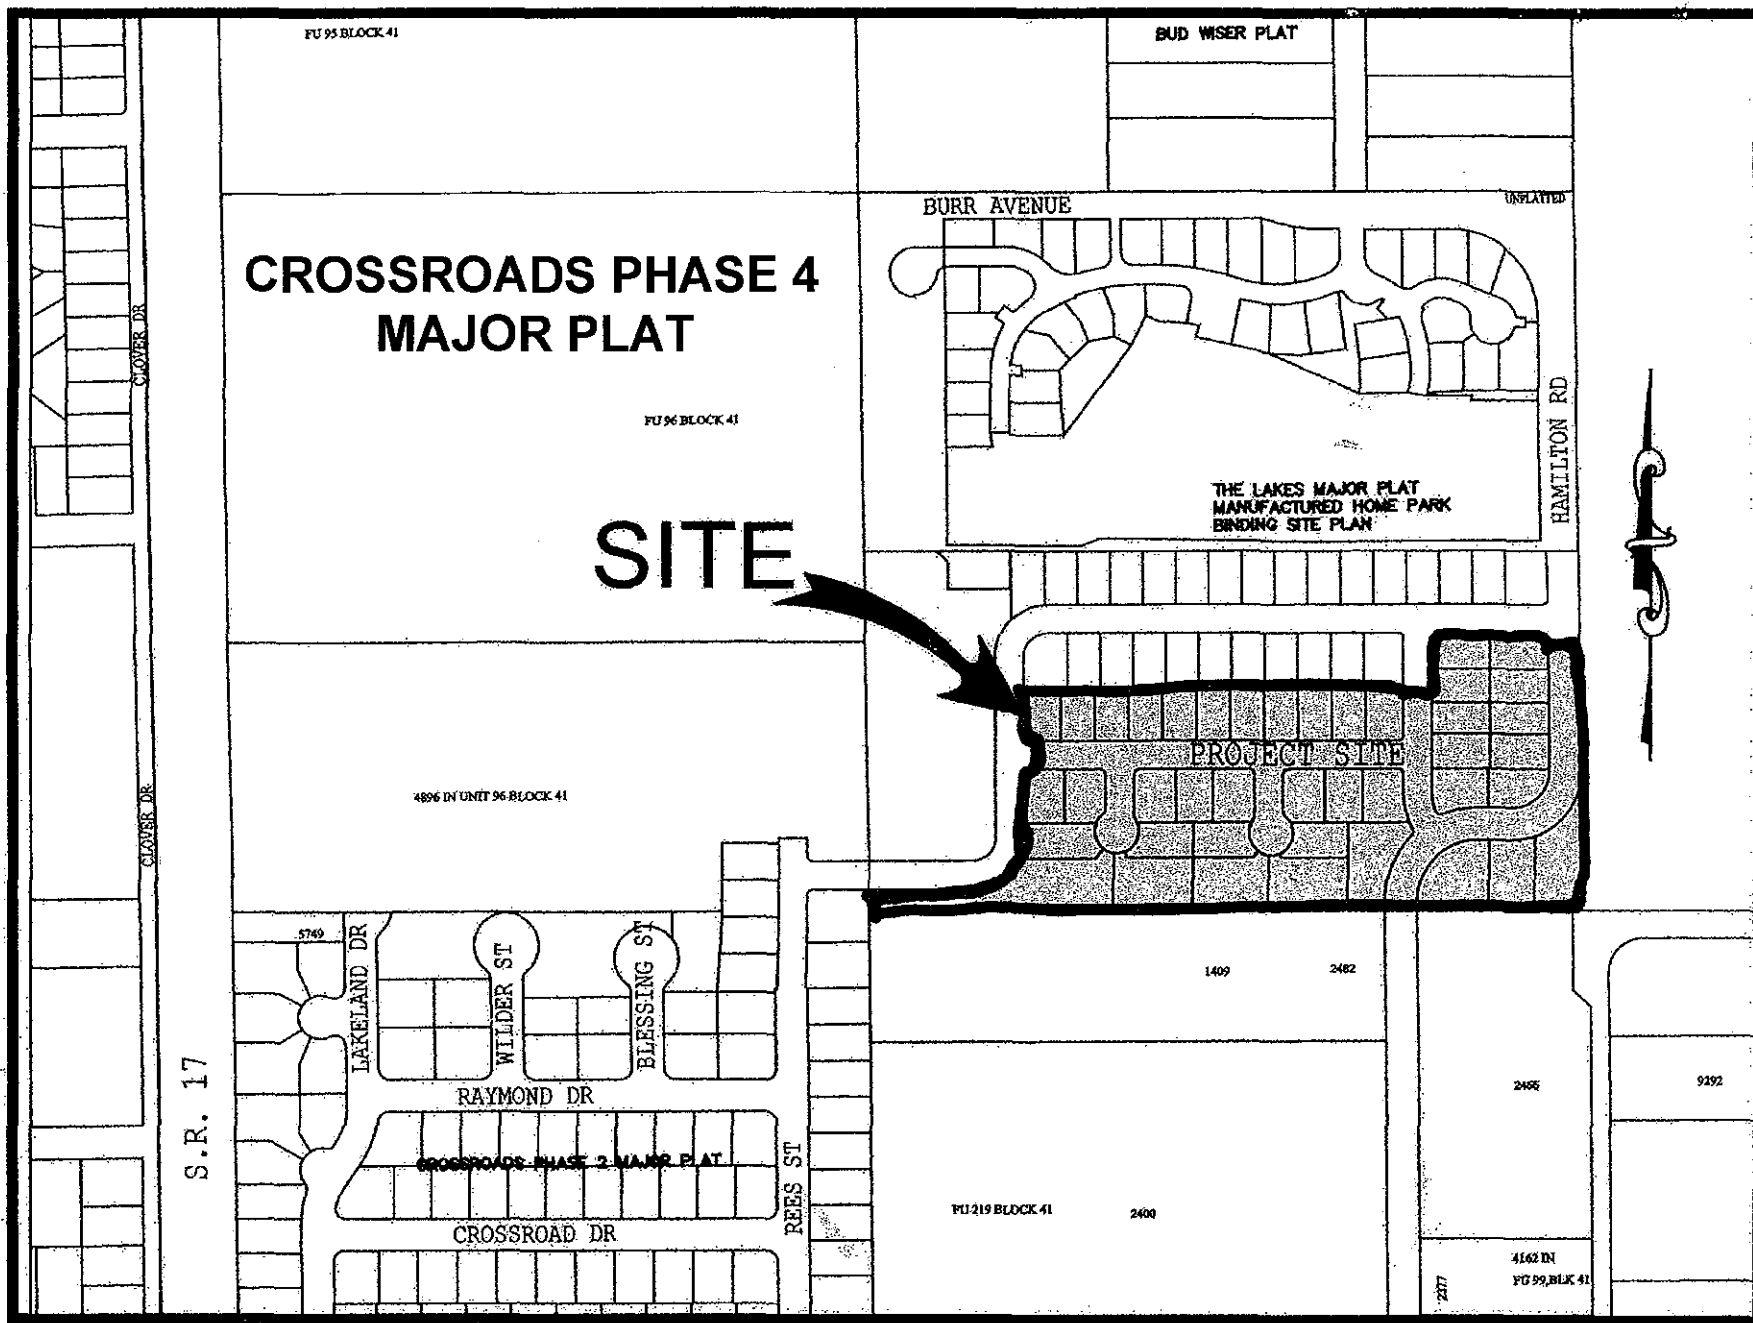 FU 95 BLOCK 41
BUD WISER PLAT
BURR AVENUE
UNPLATTED
CROSSROADS PHASE 4
MAJOR PLAT
CLOVER DR
FU 96 BLOCK 41
HAMILTON RD
THE LAKES MAJOR PLAT
MANUFACTURED HOME PARK
BINDING SITE PLAN
SITE
PROJECT SITE
4896 IN UNIT 96 BLOCK 41
CLOVER DR
5749
LAKELAND DR
WILDER ST
BLESSING ST
1409
2482
S.R. 17
RAYMOND DR
2466
9292
CROSSROADS PHASE 2 MAJOR PLAT
REES ST
FU 219 BLOCK 41
2400
CROSSROAD DR
4162 IN
FU 99, BLK 41
2377